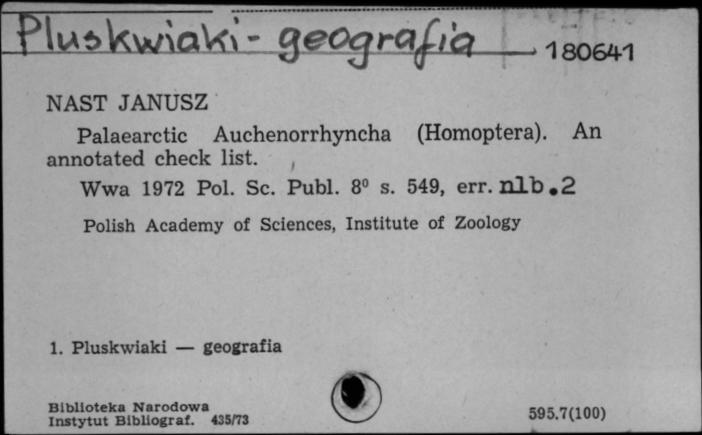 Pluskwiaki - geografia 180641
NAST JANUSZ
Palaearctic Auchenorrhyncha (Homoptera). An
annotated check list.
Wwa 1972 Pol. Sc. Publ. 8⁰ s. 549, err. nlb.2
Polish Academy of Sciences, Institute of Zoology
1. Pluskwiaki — geografia
Biblioteka Narodowa
Instytut Bibliograf. 435/73
595.7(100)